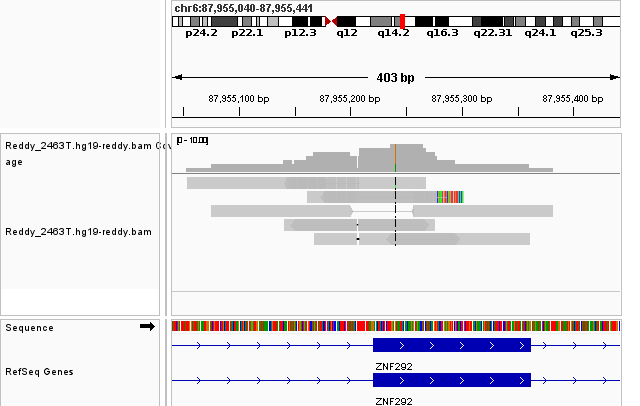 chr6:87,955,040-87,955,441
p24.2 p22.1 p12.3 q12 q14.2 q16.3 q22.31 q24.1 q25.3
403 bp
87,955,100 bp 87,955,200 bp 87,955,300 bp 87,955,400 bp
[0 - 10.00]
Reddy_2463T.hg19-reddy.bam Cov
age
Reddy_2463T.hg19-reddy.bam
Sequence
RefSeq Genes
ZNF292
ZNF292